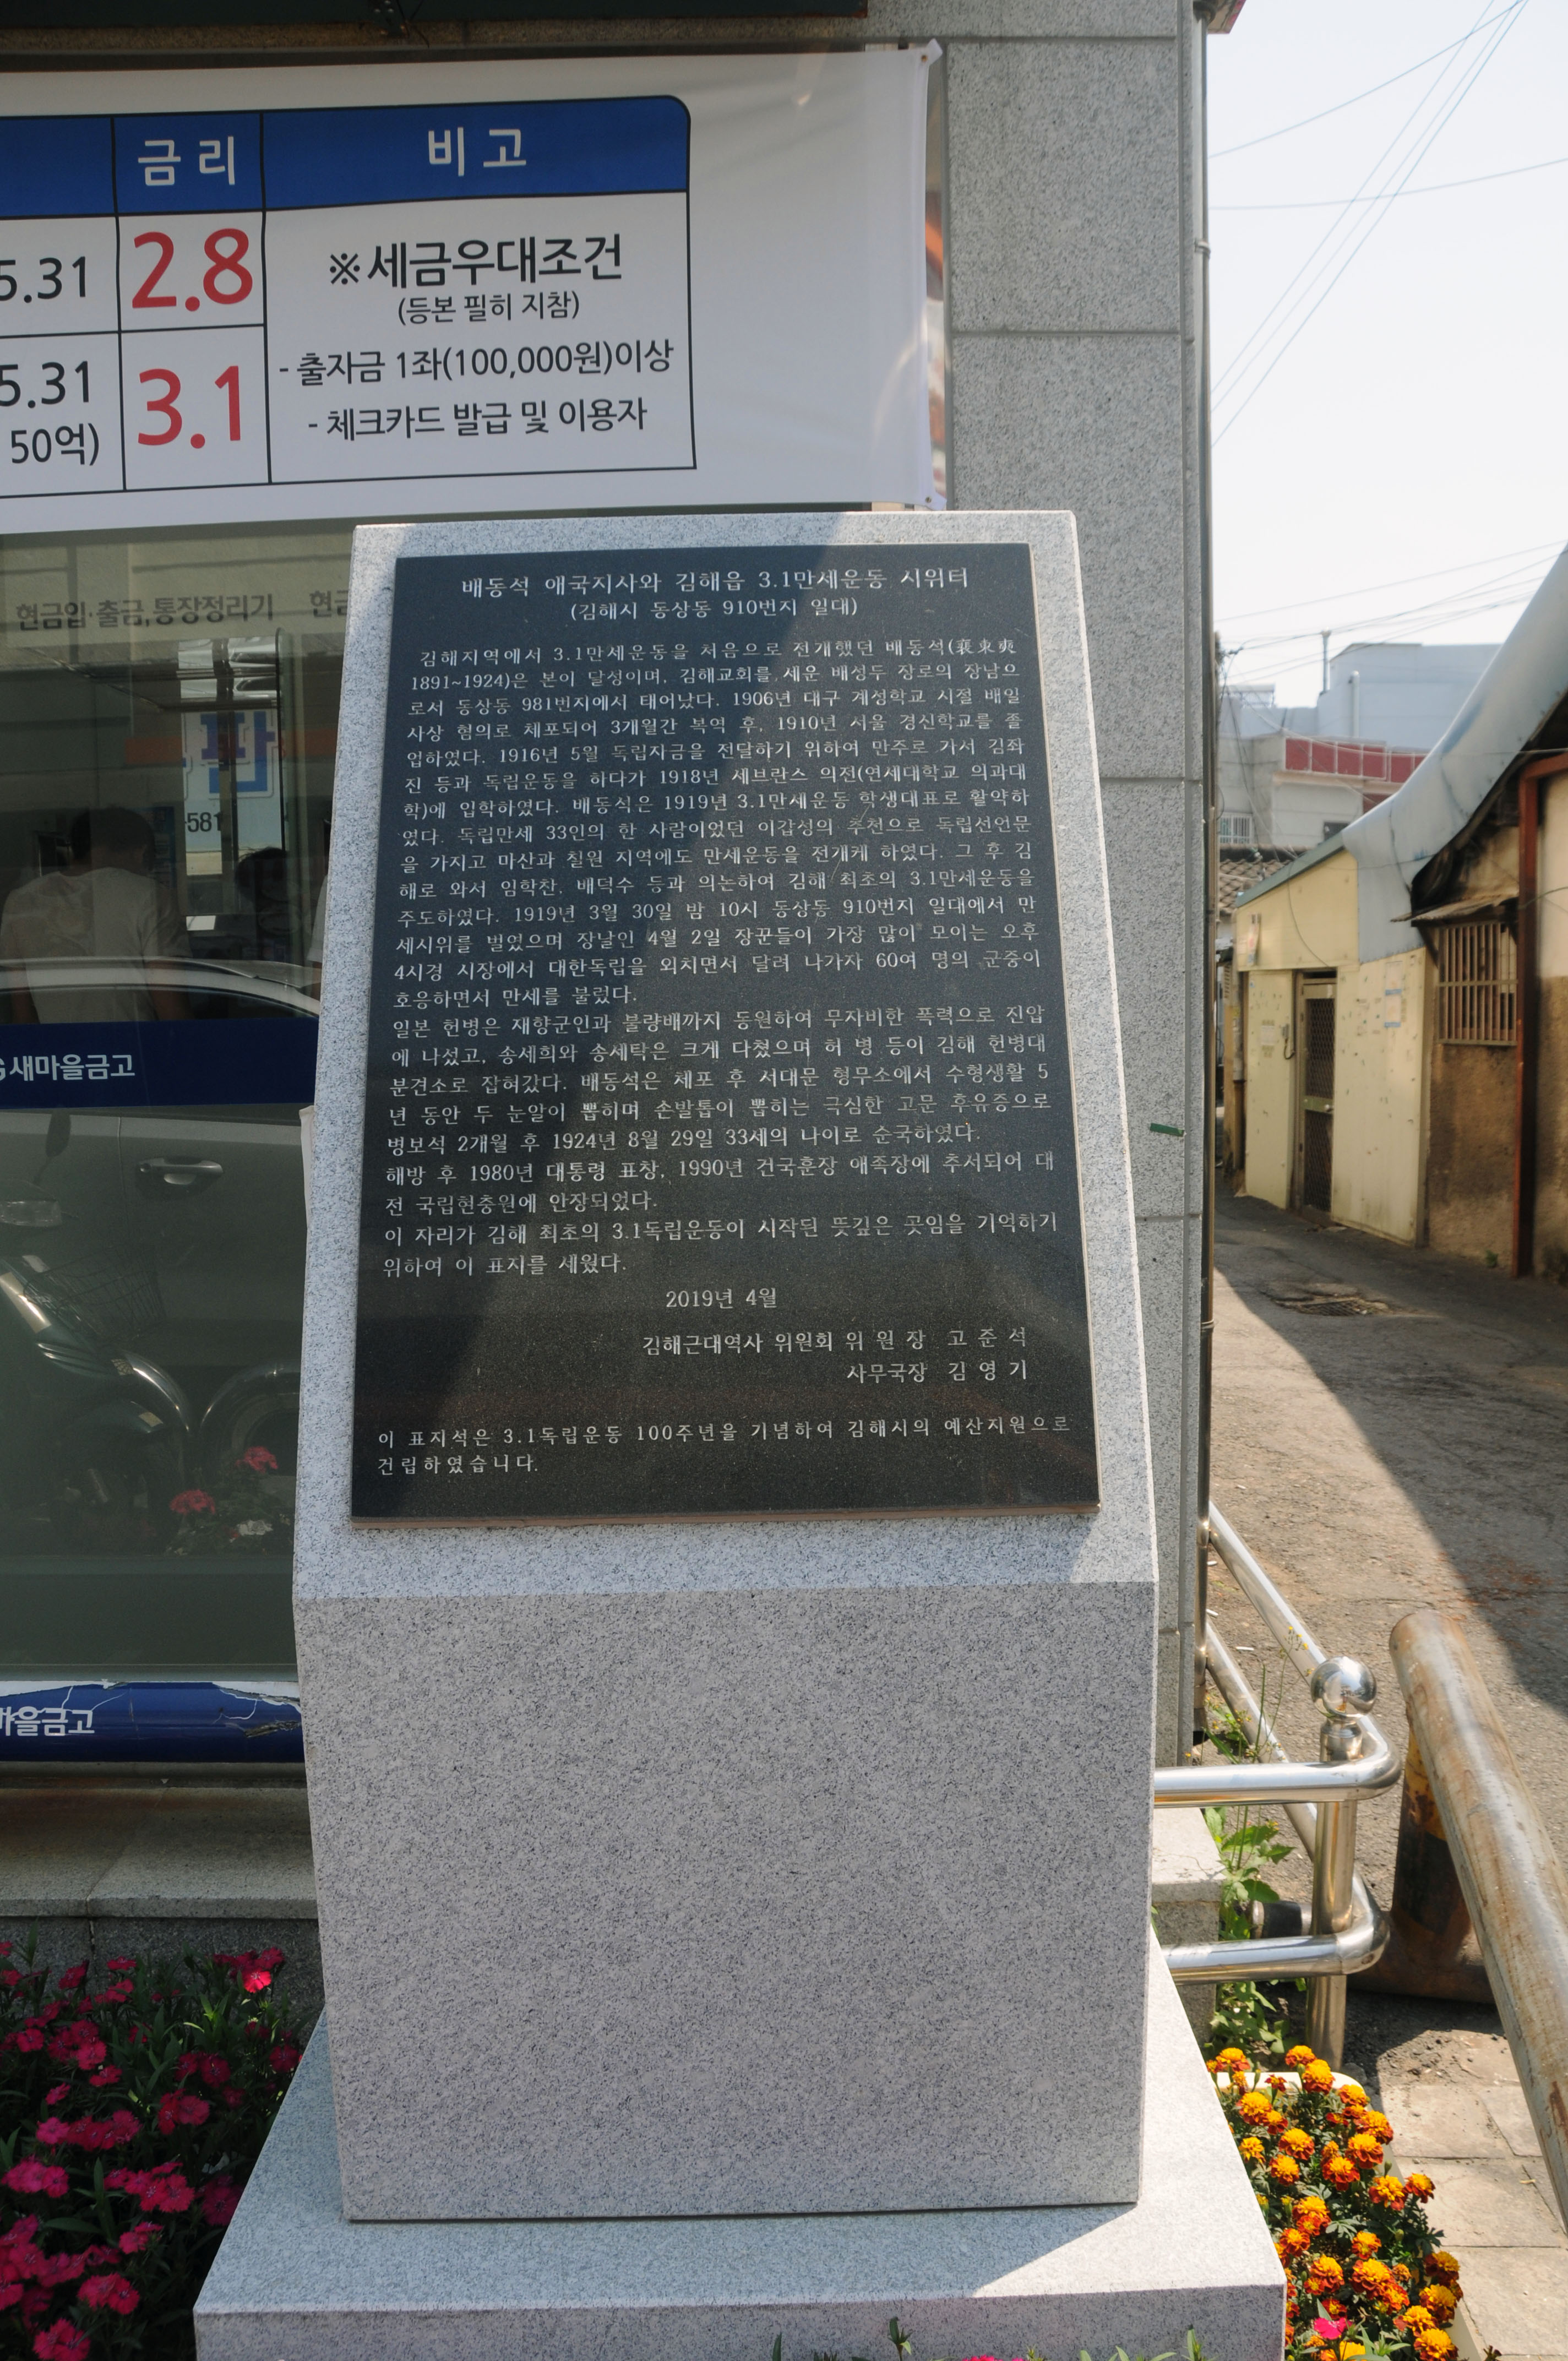 금리
비고
5.31
2.8
※세금우대조건
(등본 필히 지참)
5.31
50억)
3.1
- 출자금 1좌(100,000원)이상
- 체크카드 발급 및 이용자
현금입·출금,통장정리기
현금
-581
새마을금고
마을금고
배동석 애국지사와 김해읍 3.1만세운동 시위터
(김해시 동상동 910번지 일대)
김해지역에서 3.1만세운동을 처음으로 전개했던 배동석(裵東奭
1891~1924)은 본이 달성이며, 김해교회를 세운 배성두 장로의 장남으
로서 동상동 981번지에서 태어났다. 1906년 대구 계성학교 시절 배일
사상 혐의로 체포되어 3개월간 복역 후, 1910년 서울 경신학교를 졸
업하였다. 1916년 5월 독립자금을 전달하기 위하여 만주로 가서 김좌
진 등과 독립운동을 하다가 1918년 세브란스 의전(연세대학교 의과대
학)에 입학하였다. 배동석은 1919년 3.1만세운동 학생대표로 활약하
였다. 독립만세 33인의 한 사람이었던 이갑성의 추천으로 독립선언문
을 가지고 마산과 칠원 지역에도 만세운동을 전개케 하였다. 그 후 김
해로 와서 임학찬, 배덕수 등과 의논하여 김해 최초의 3.1만세운동을
주도하였다. 1919년 3월 30일 밤 10시 동상동 910번지 일대에서 만
세시위를 벌였으며 장날인 4월 2일 장꾼들이 가장 많이 모이는 오후
4시경 시장에서 대한독립을 외치면서 달려 나가자 60여 명의 군중이
호응하면서 만세를 불렀다.
일본 헌병은 재향군인과 불량배까지 동원하여 무자비한 폭력으로 진압
에 나섰고, 송세희와 송세탁은 크게 다쳤으며 허 병 등이 김해 헌병대
분견소로 잡혀갔다. 배동석은 체포 후 서대문 형무소에서 수형생활 5
년 동안 두 눈알이 뽑히며 손발톱이 뽑히는 극심한 고문 후유증으로
병보석 2개월 후 1924년 8월 29일 33세의 나이로 순국하였다.
해방 후 1980년 대통령 표창, 1990년 건국훈장 애족장에 추서되어 대
전 국립현충원에 안장되었다.
이 자리가 김해 최초의 3.1독립운동이 시작된 뜻깊은 곳임을 기억하기
위하여 이 표지를 세웠다.
2019년 4월
김해근대역사 위원회 위 원 장 고 준 석
사무국장 김 영 기
이 표지석은 3.1독립운동 100주년을 기념하여 김해시의 예산지원으로
건립하였습니다.